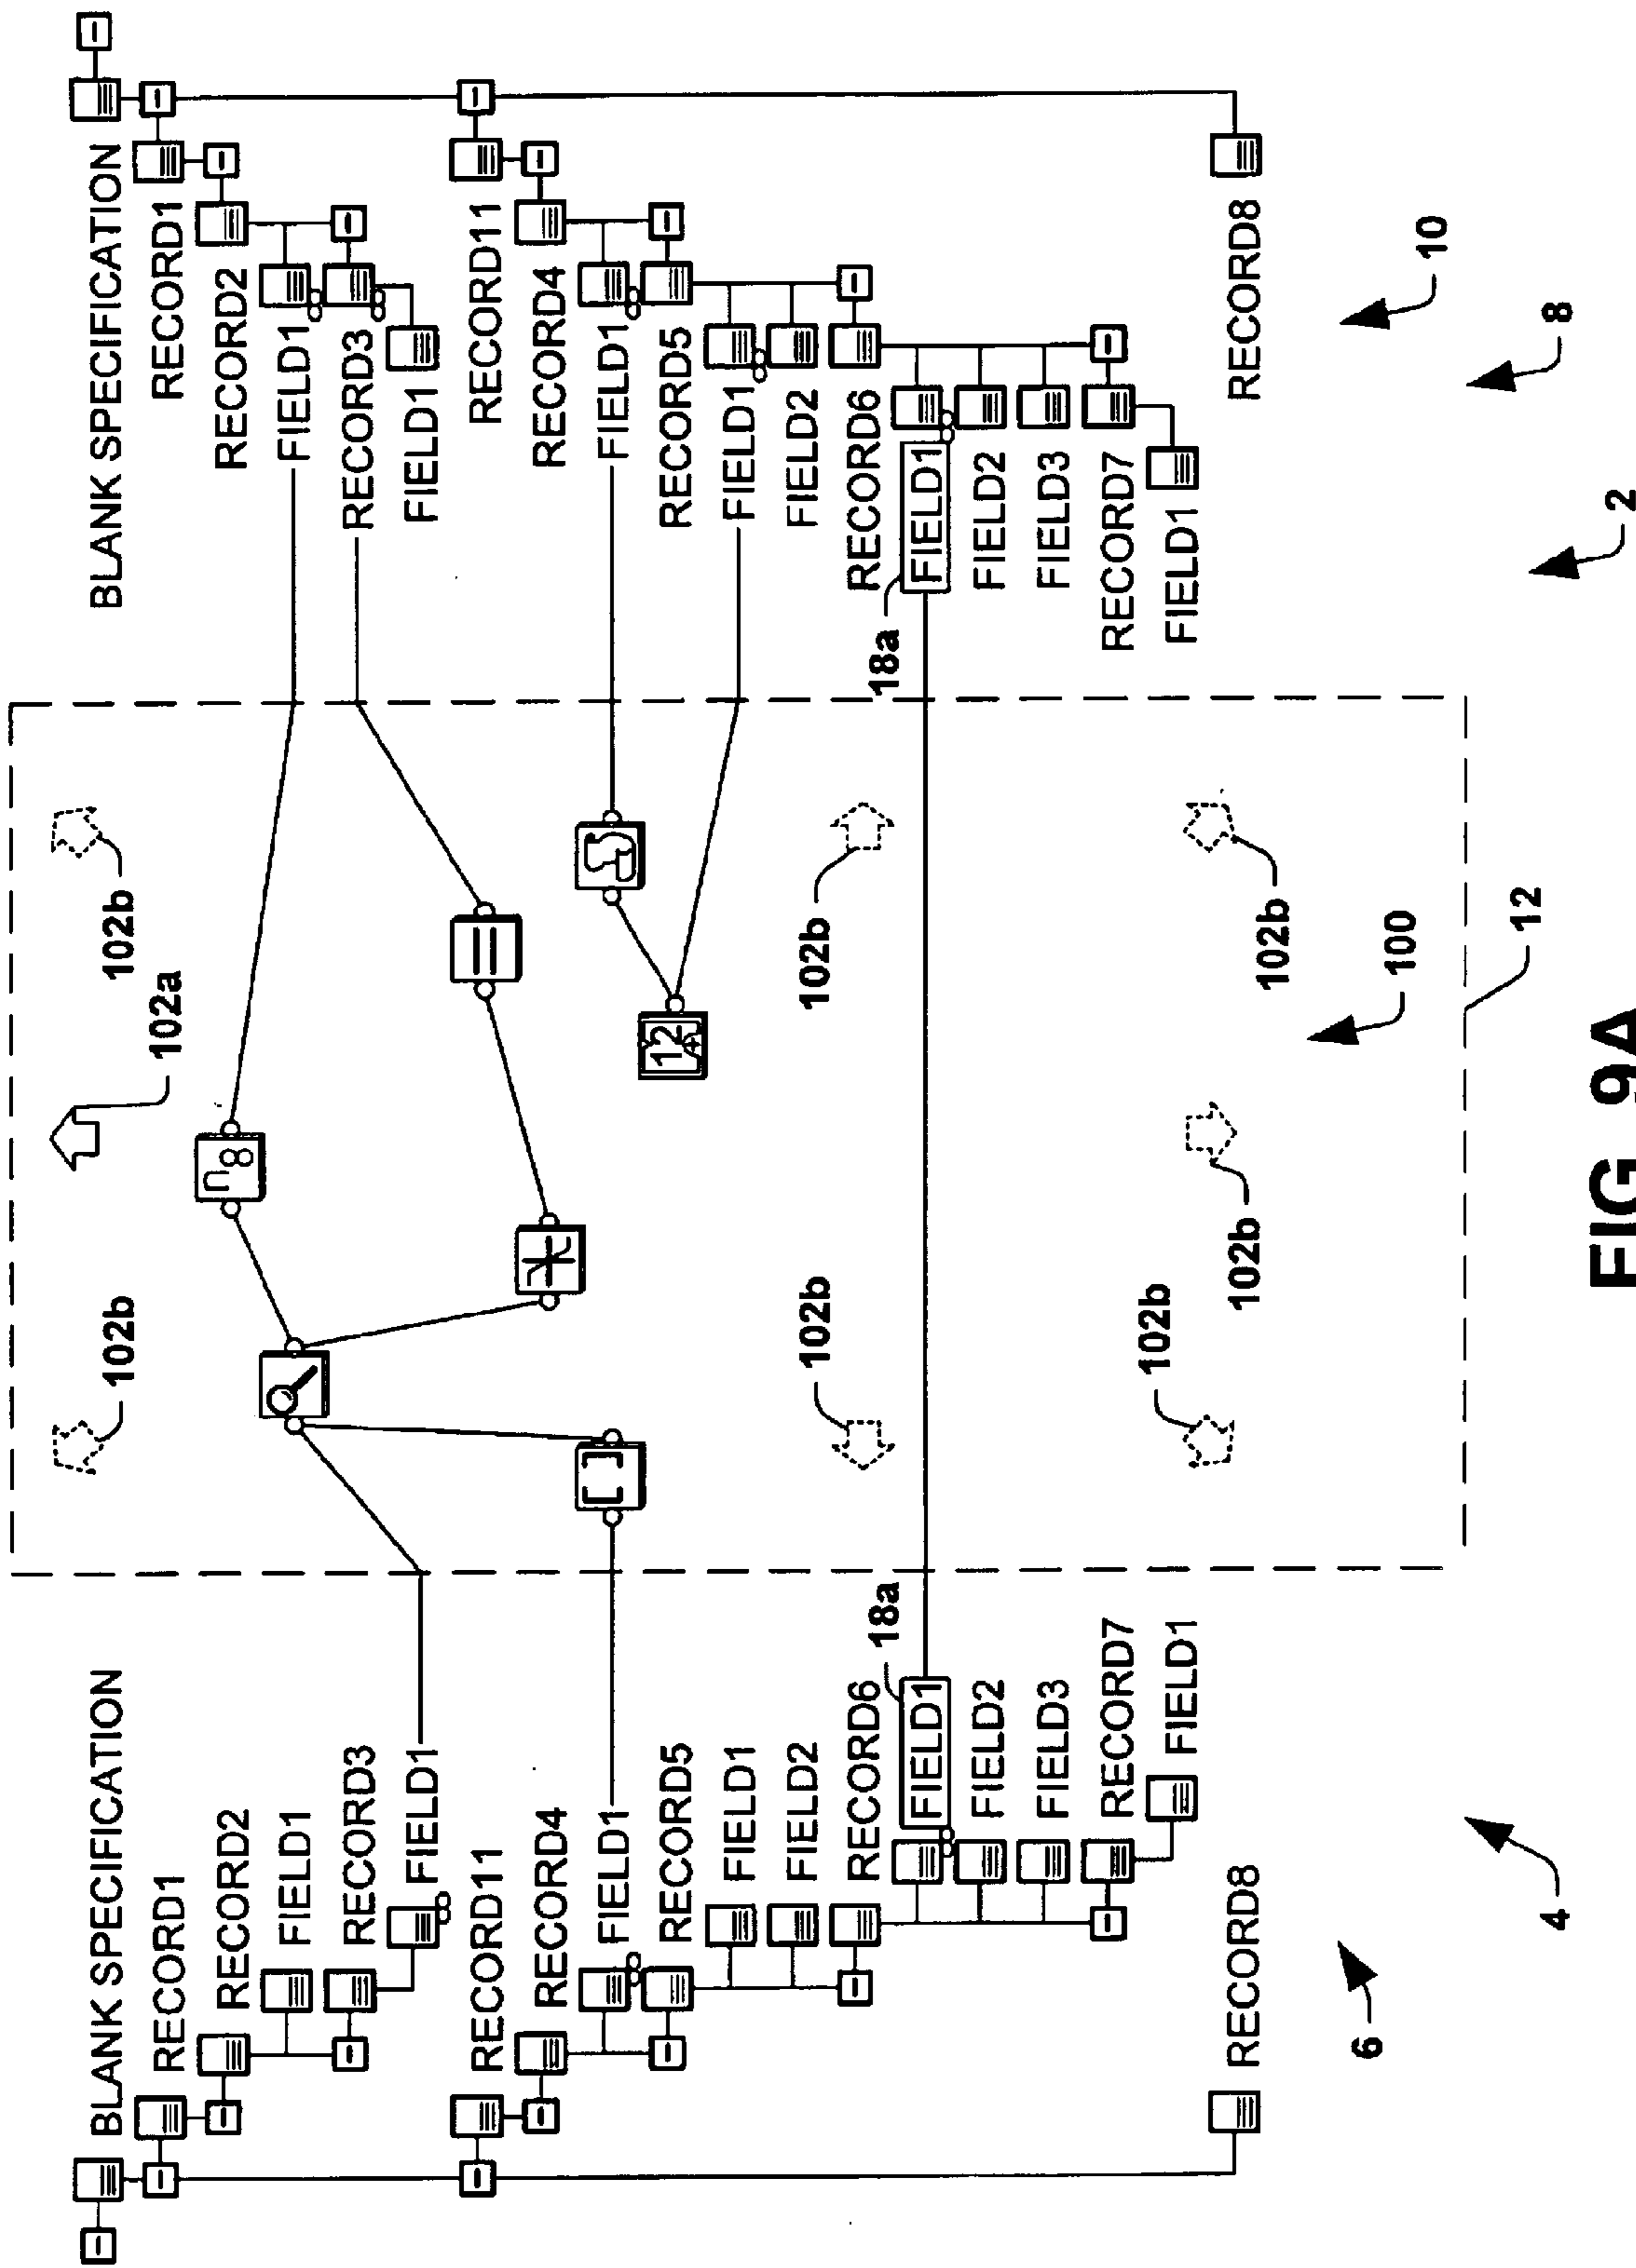 BLANK SPECIFICATION
RECORD1
RECORD2
FIELD1
RECORD3
FIELD1
RECORD11
RECORD4
FIELD1
RECORD5
FIELD1
FIELD2
RECORD6
18a
FIELD1
FIELD2
FIELD3
RECORD7
FIELD1
RECORD8
6
4
102b
102a
102b
n8
[]
=
12
102b
102b
102b
102b
102b
100
12
BLANK SPECIFICATION
RECORD1
RECORD2
FIELD1
RECORD3
FIELD1
RECORD11
RECORD4
FIELD1
RECORD5
FIELD1
FIELD2
RECORD6
18a
FIELD1
FIELD2
FIELD3
RECORD7
FIELD1
RECORD8
10
8
2
FIG. 9A